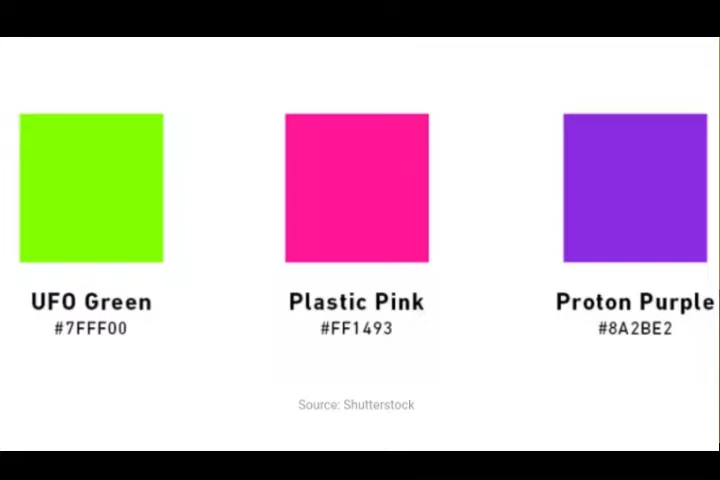 UFO Green
#7FFF00
Plastic Pink
#FF1493
Proton Purple
#8A2BE2
Source: Shutterstock